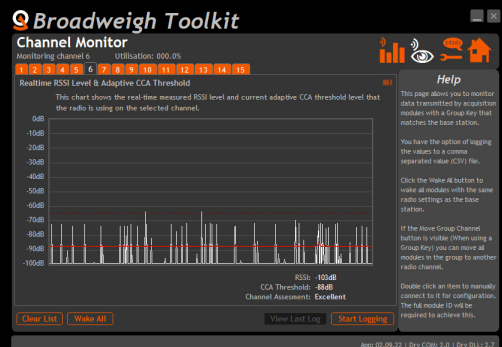 Broadweigh Toolkit
Channel Monitor
Monitoring channel 6 Utilisation: 000.0%
1 2 3 4 5 6 7 8 9 10 11 12 13 14 15
Realtime RSSI Level & Adaptive CCA Threshold
This chart shows the real-time measured RSSI level and current adaptive CCA threshold level that
the radio is using on the selected channel.
0dB
-10dB
-20dB
-30dB
-40dB
-50dB
-60dB
-70dB
-80dB
-90dB
-100dB
RSSI: -103dB
CCA Threshold: -88dB
Channel Assesment: Excellent
Clear List Wake All View Last Log Start Logging
Help
This page allows you to monitor
data transmitted by acquisition
modules with a Group Key that
matches the base station.
You have the option of logging
the values to a comma
separated value (CSV) file.
Click the Wake All button to
wake all modules with the same
radio settings as the base
station.
If the Move Group Channel
button is visible (When using a
Group Key) you can move all
modules in the group to another
radio channel.
Double click an item to manually
connect to it for configuration.
The full module ID will be
required to achieve this.
App: 02.09.22 | Dry COM: 2.0 | Dry DLL: 2.7